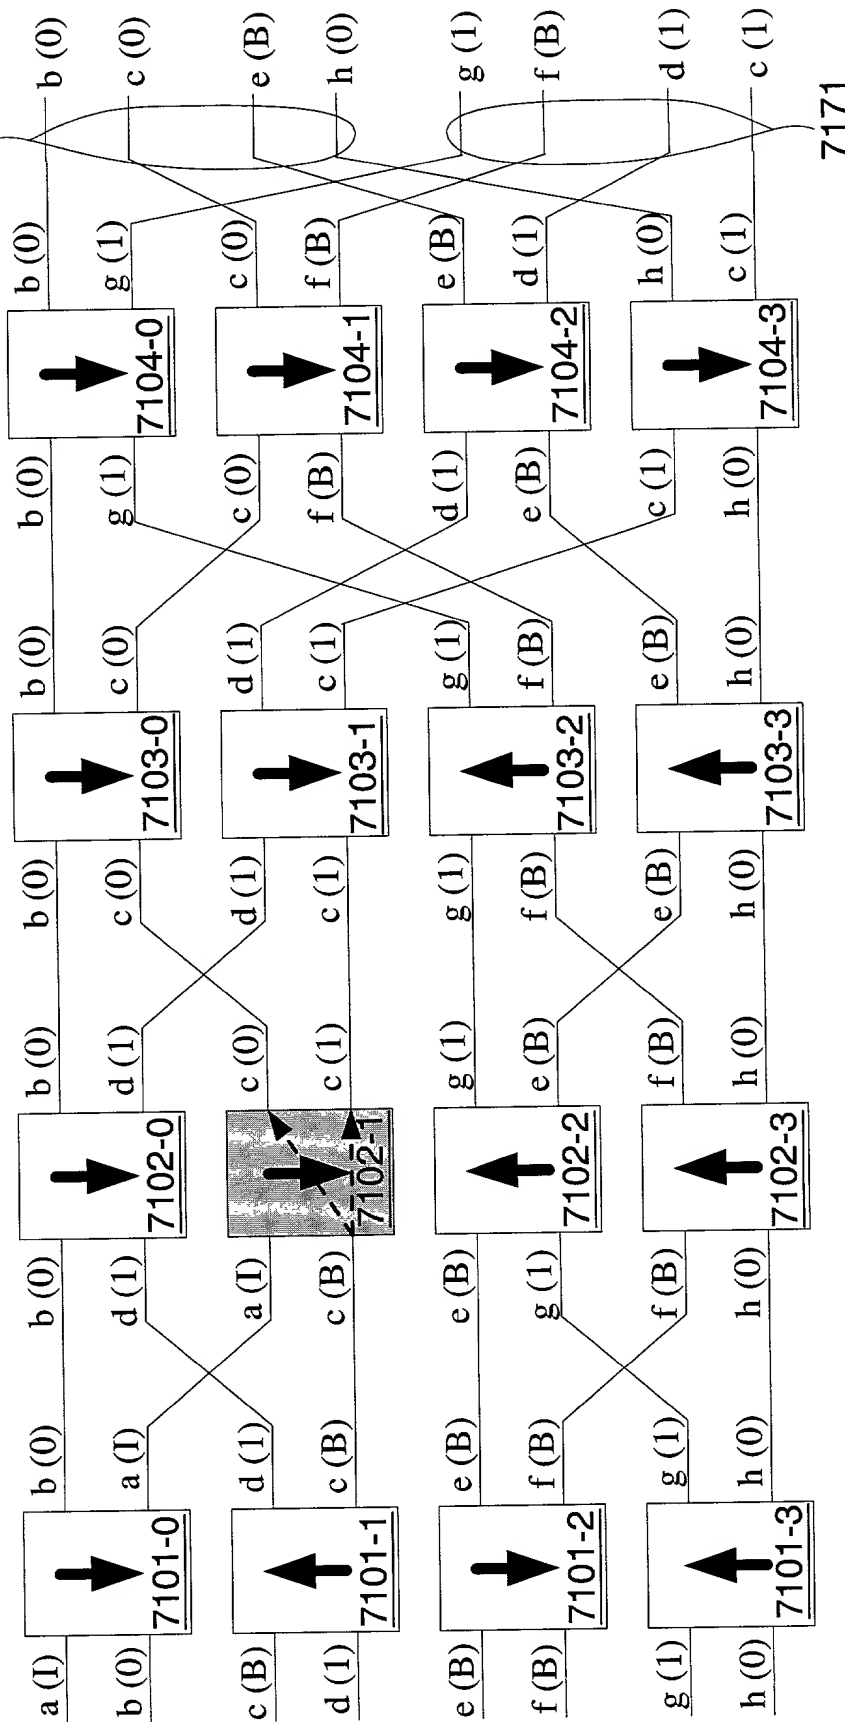 a (I) b (0) b (0) b (0) b (0) b (0) b (0) b (0) b (0)
b (0) a (I) d (1) d (1) c (0) c (0) g (1) g (1) c (0)
7101-0 7102-0 7103-0 7104-0
c (B) d (1) a (I) c (0) d (1) d (1) c (0) c (0) e (B)
d (1) c (B) c (B) c (1) c (1) c (1) f (B) f (B) h (0)
7101-1 7102-1 7103-1 7104-1
e (B) e (B) e (B) g (1) g (1) g (1) d (1) e (B) g (1)
f (B) f (B) g (1) e (B) f (B) f (B) e (B) d (1) f (B)
7101-2 7102-2 7103-2 7104-2
g (1) g (1) f (B) f (B) e (B) e (B) c (1) h (0) d (1)
h (0) h (0) h (0) h (0) h (0) h (0) h (0) c (1) c (1)
7101-3 7102-3 7103-3 7104-3
7171